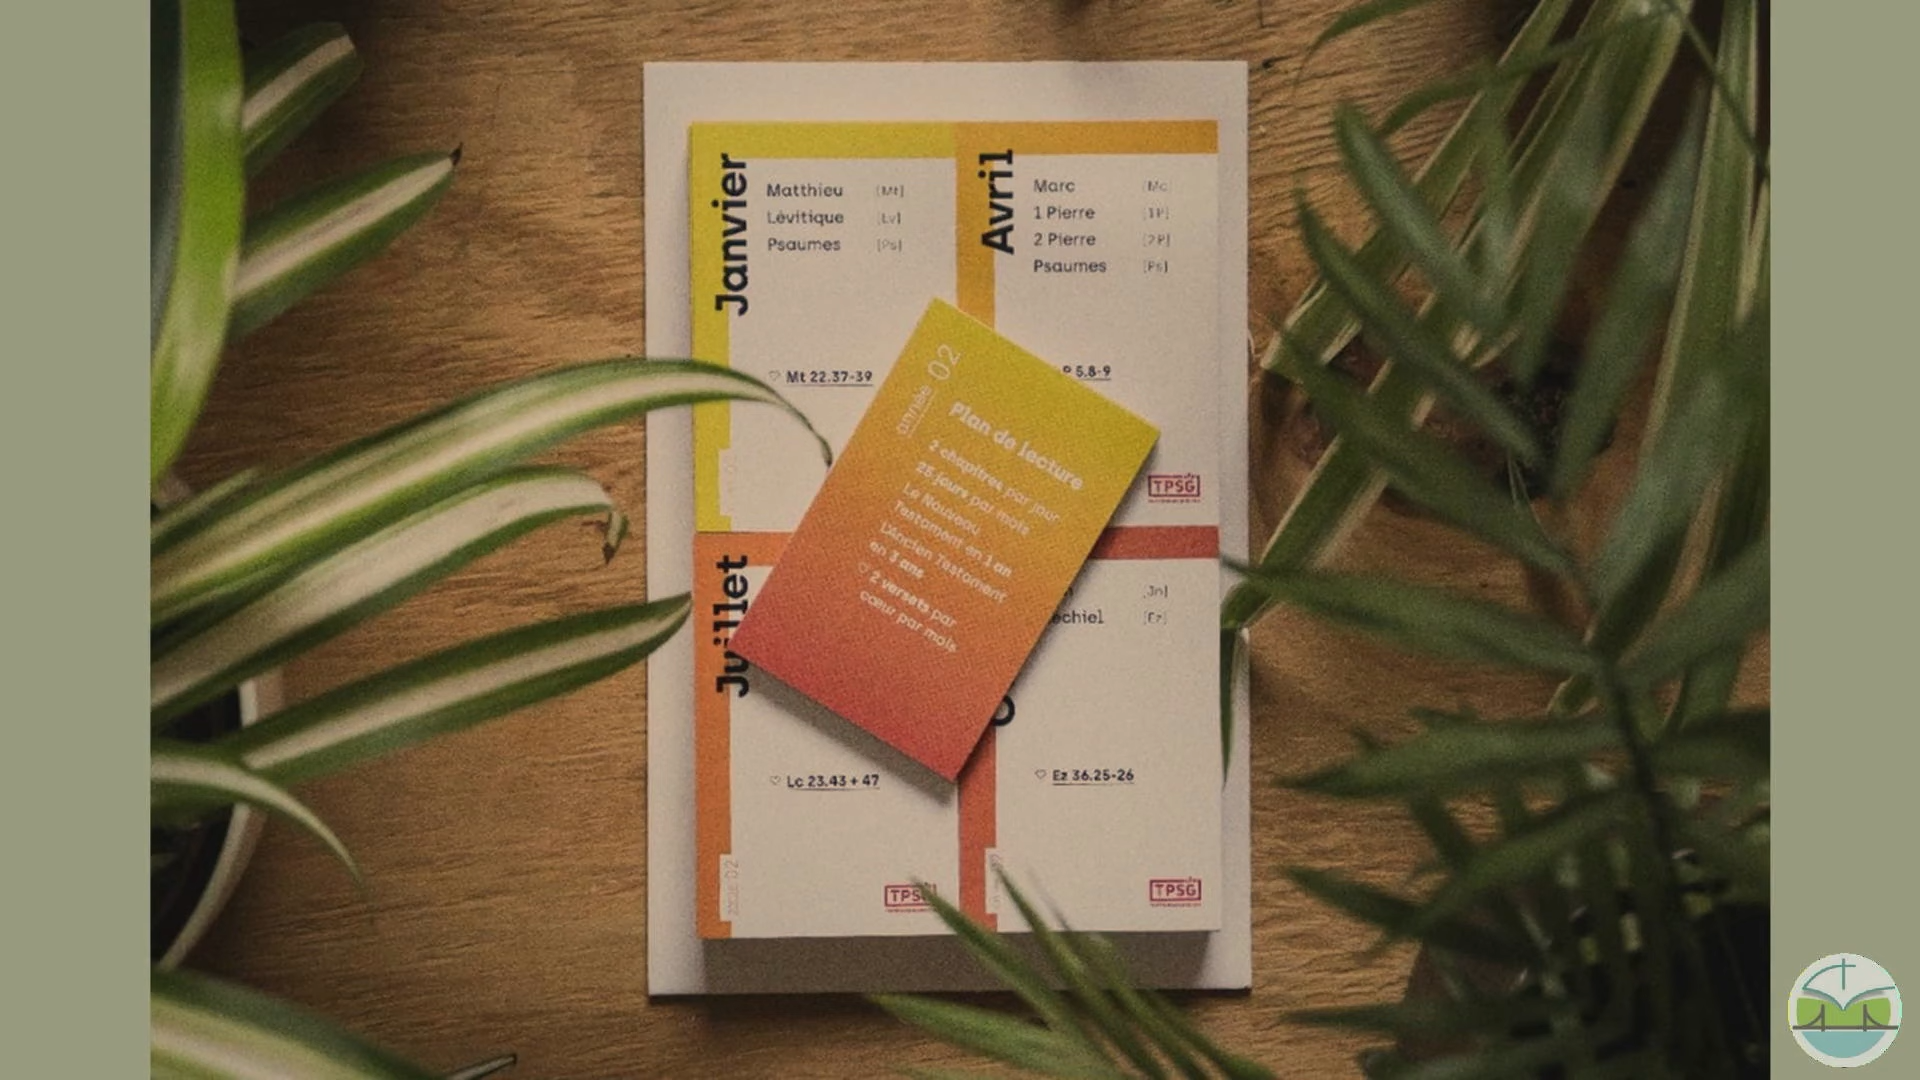 Janvier
Matthieu [Mt]
Lévitique [Lv]
Psaumes [Ps]
Mt 22.37-39
Avril
Marc [Mc]
1 Pierre [1P]
2 Pierre [2P]
Psaumes [Ps]
P 5.8-9
TPSG
année 02
Plan de lecture
2 chapitres par jour
25 jours par mois
Le Nouveau
Testament en 1 an
L'Ancien Testament
en 3 ans
♡ 2 versets par
cœur par mois
Juillet
♡ Lc 23.43 + 47
année 02
TPSG
[Jn]
échiel [Ez]
O
♡ Ez 36.25-26
TPSG